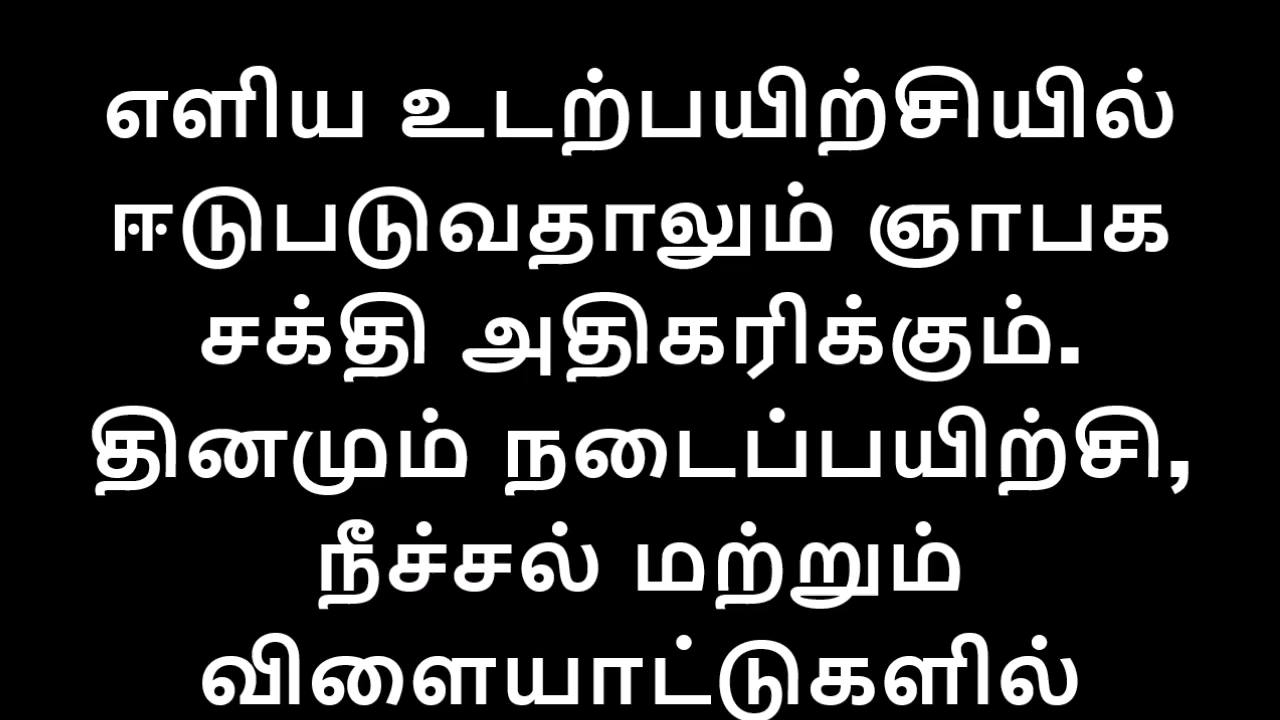 எளிய உடற்பயிற்சியில்
ஈடுபடுவதாலும் ஞாபக
சக்தி அதிகரிக்கும்.
தினமும் நடைப்பயிற்சி,
நீச்சல் மற்றும்
விளையாட்டுகளில்